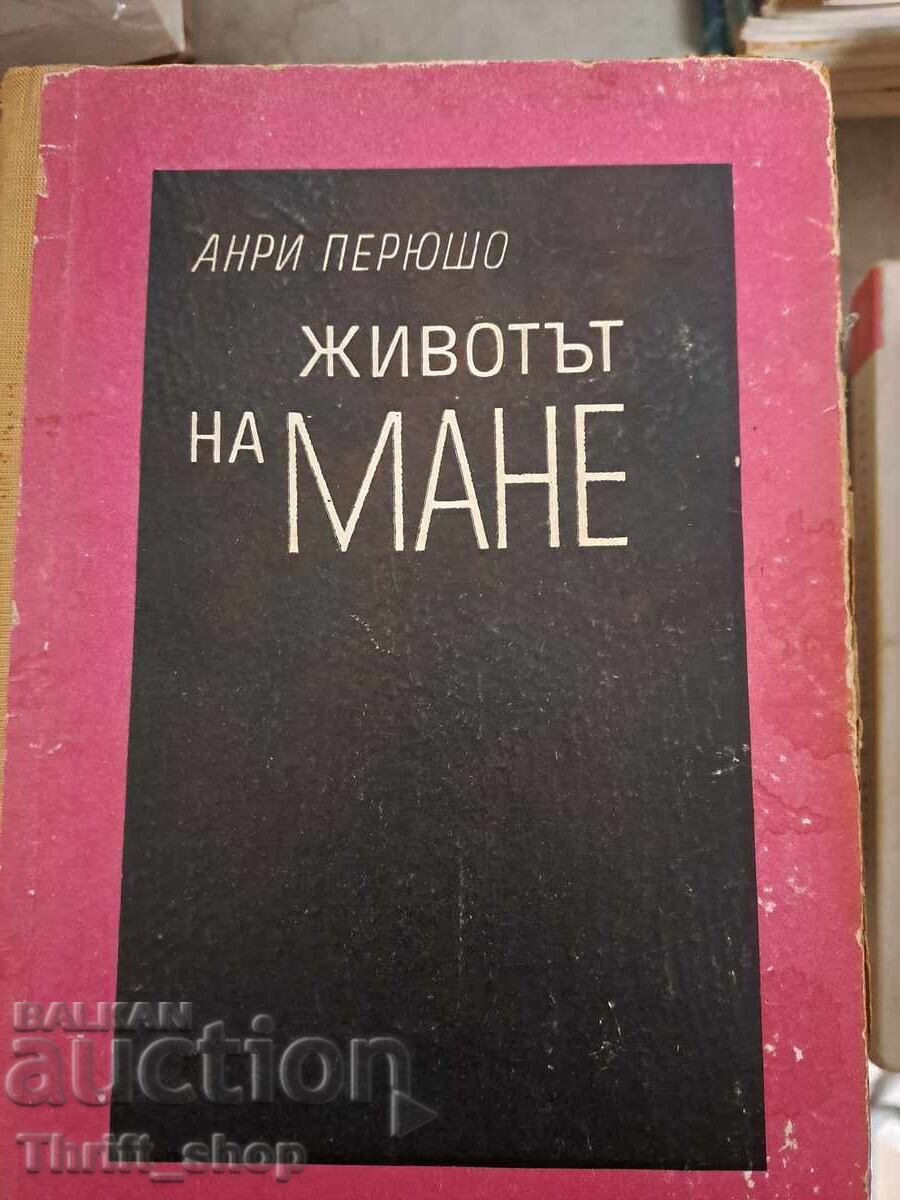 АНРИ ПЕРЮШО
ЖИВОТЪТ
НА МАНЕ
BALKAN
auction
Thrift_shop